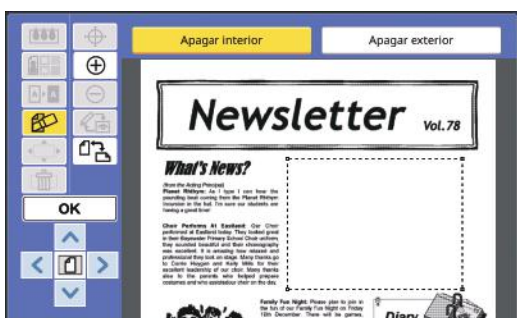 Apagar interior
Apagar exterior
OK
Newsletter Vol.78
What's News?
(from the Acting Principal)
Planet Rhithyre: As I type I can hear the
pounding beat coming from the Planet Rhithym
incursion in the hall. I'm sure our students are
having a great time!
Choir Performs At Eastland: Our Choir
performed at Eastland today. They looked great
in their Bayswater Primary School Choir uniform,
they sounded beautiful and their choreography
was excellent. It is amazing how relaxed and
professional they look on stage. Many thanks go
to Corrie Huygen and Kelly Mills for their
excellent leadership of our choir. Many thanks
also to the parents who helped prepare
costumes and who assisted our choir on the day.
Family Fun Night: Please plan to join in
the fun of our Family Fun Night on Friday
12th December. There will be games,
Diary